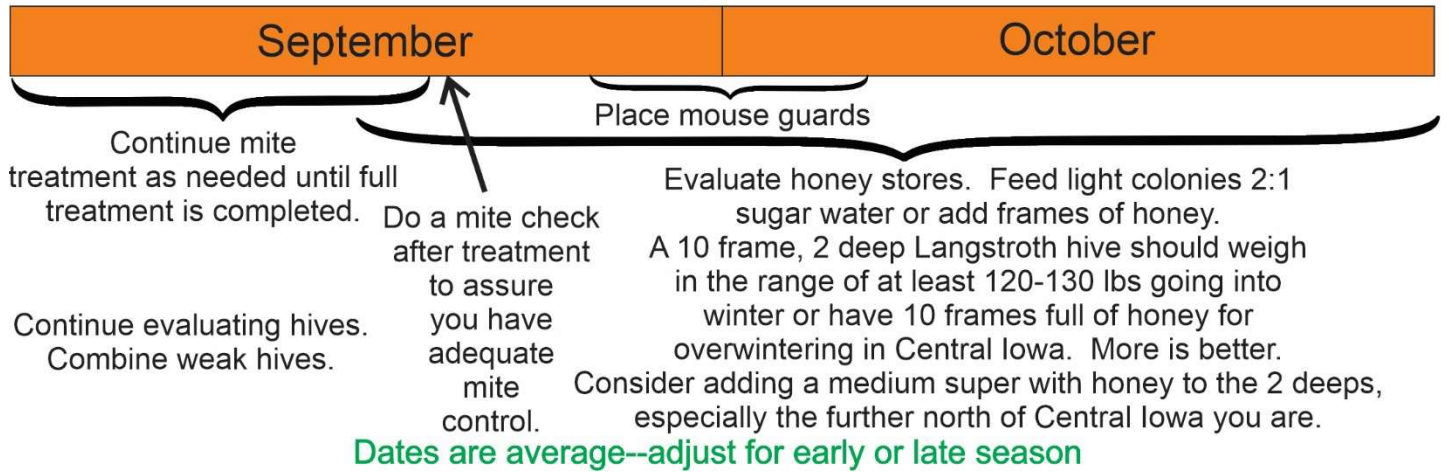 September
October
Place mouse guards
Continue mite
treatment as needed until full
treatment is completed.
Continue evaluating hives.
Combine weak hives.
Do a mite check
after treatment
to assure
you have
adequate
mite
control.
Evaluate honey stores.  Feed light colonies 2:1
sugar water or add frames of honey.
A 10 frame, 2 deep Langstroth hive should weigh
in the range of at least 120-130 lbs going into
winter or have 10 frames full of honey for
overwintering in Central Iowa.  More is better.
Consider adding a medium super with honey to the 2 deeps,
especially the further north of Central Iowa you are.
Dates are average--adjust for early or late season